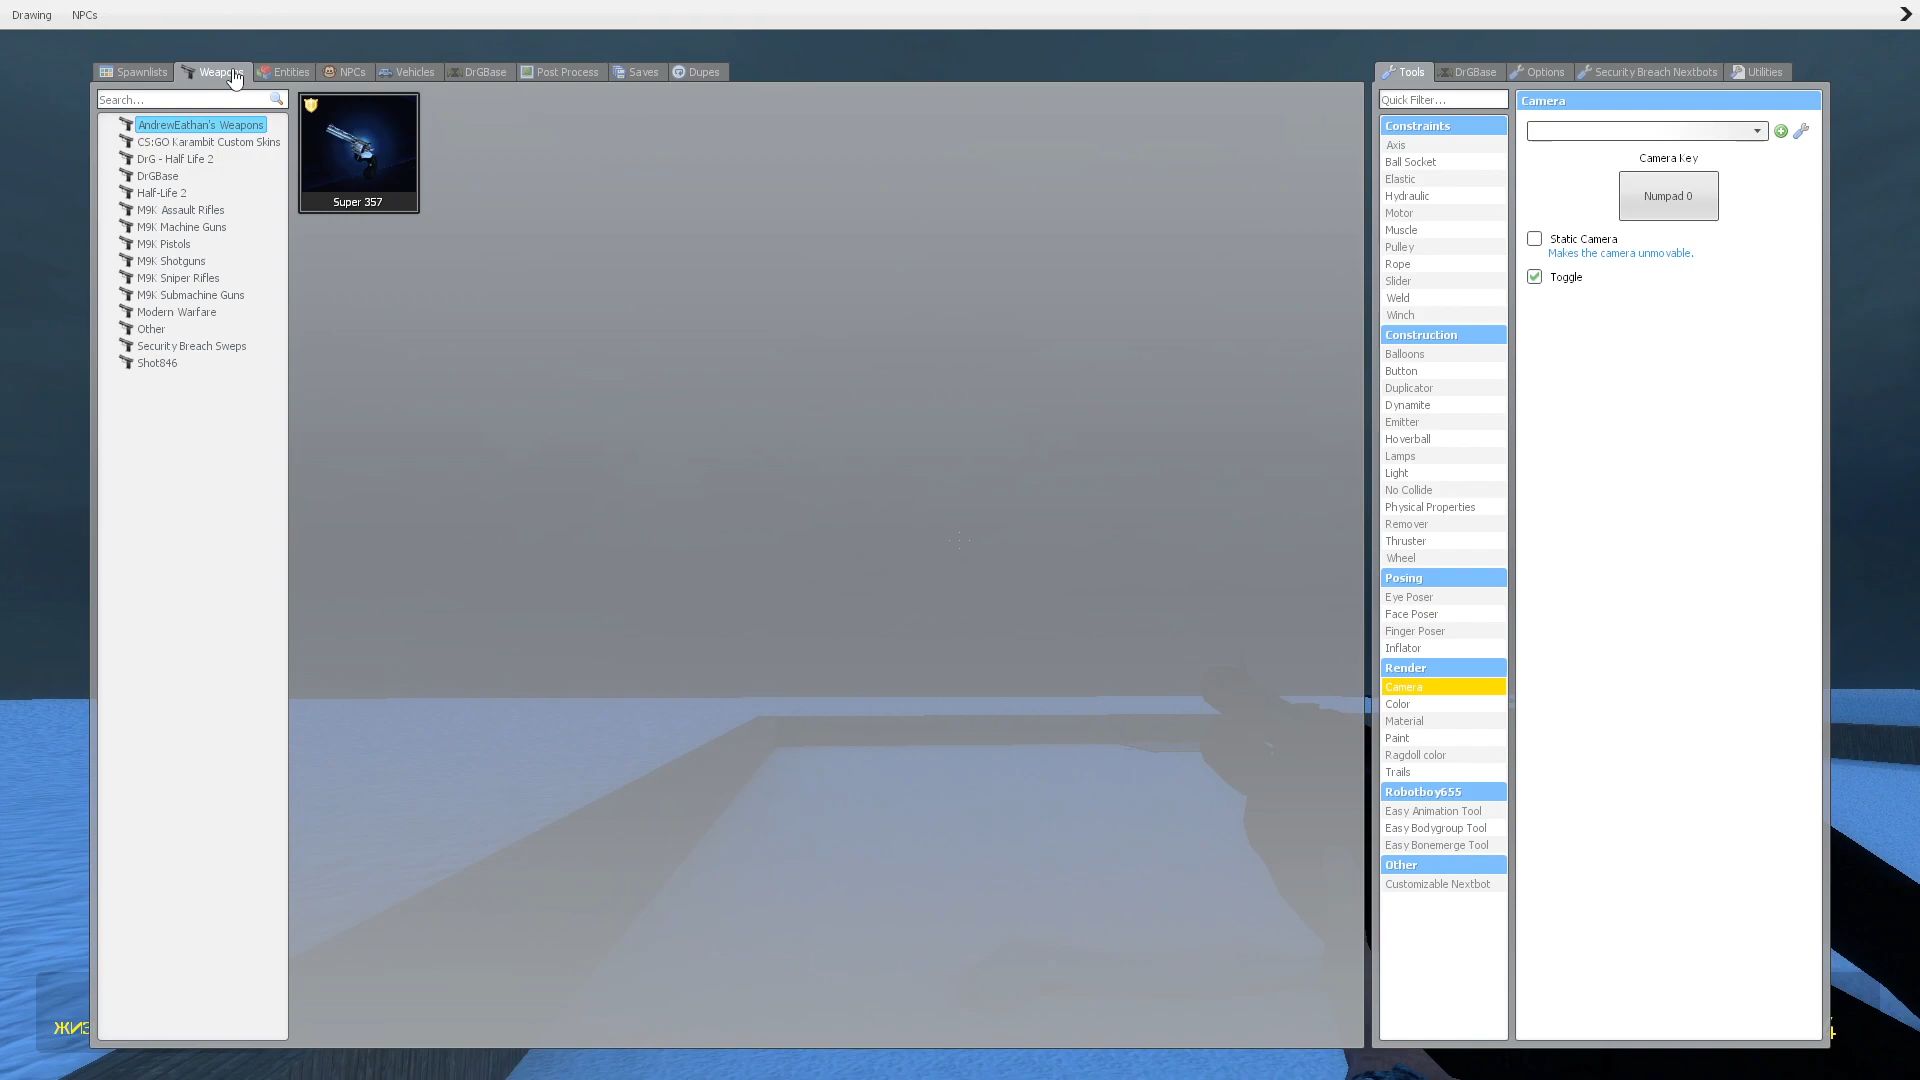 Drawing NPCs
Spawnlists Weapons Entities NPCs Vehicles DrGBase Post Process Saves Dupes
Search...
AndrewEathan's Weapons
CS:GO Karambit Custom Skins
DrG - Half Life 2
DrGBase
Half-Life 2
M9K Assault Rifles
M9K Machine Guns
M9K Pistols
M9K Shotguns
M9K Sniper Rifles
M9K Submachine Guns
Modern Warfare
Other
Security Breach Sweps
Shot846
Super 357
Tools DrGBase Options Security Breach Nextbots Utilities
Quick Filter...
Constraints
Axis
Ball Socket
Elastic
Hydraulic
Motor
Muscle
Pulley
Rope
Slider
Weld
Winch
Construction
Balloons
Button
Duplicator
Dynamite
Emitter
Hoverball
Lamps
Light
No Collide
Physical Properties
Remover
Thruster
Wheel
Posing
Eye Poser
Face Poser
Finger Poser
Inflator
Render
Camera
Color
Material
Paint
Ragdoll color
Trails
Robotboy655
Easy Animation Tool
Easy Bodygroup Tool
Easy Bonemerge Tool
Other
Customizable Nextbot
Camera
Camera Key
Numpad 0
Static Camera
Makes the camera unmovable.
Toggle